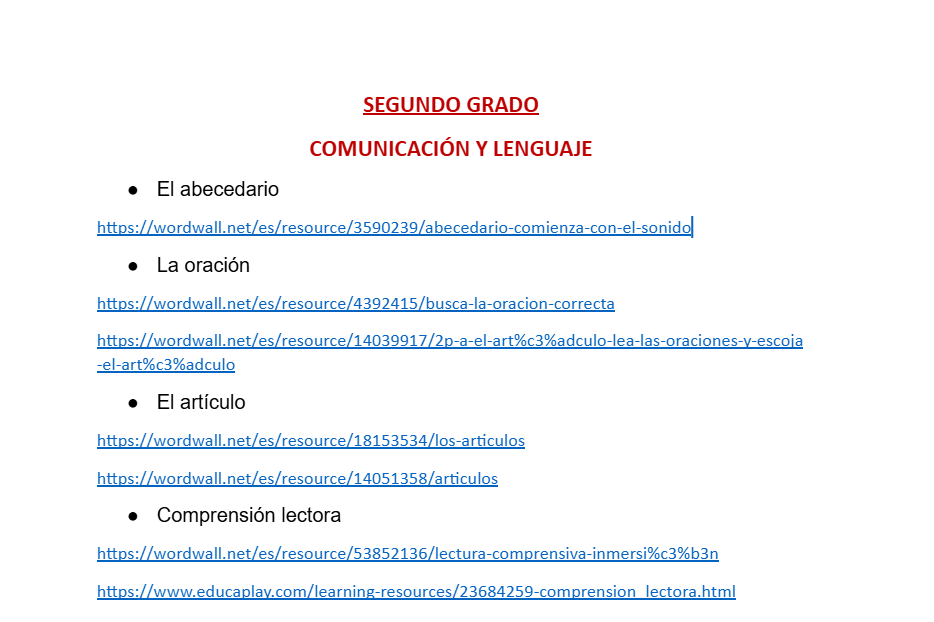 SEGUNDO GRADO
COMUNICACIÓN Y LENGUAJE
● El abecedario
https://wordwall.net/es/resource/3590239/abecedario-comienza-con-el-sonido
● La oración
https://wordwall.net/es/resource/4392415/busca-la-oracion-correcta
https://wordwall.net/es/resource/14039917/2p-a-el-art%c3%adculo-lea-las-oraciones-y-escoja
-el-art%c3%adculo
● El artículo
https://wordwall.net/es/resource/18153534/los-articulos
https://wordwall.net/es/resource/14051358/articulos
● Comprensión lectora
https://wordwall.net/es/resource/53852136/lectura-comprensiva-inmersi%c3%b3n
https://www.educaplay.com/learning-resources/23684259-comprension_lectora.html